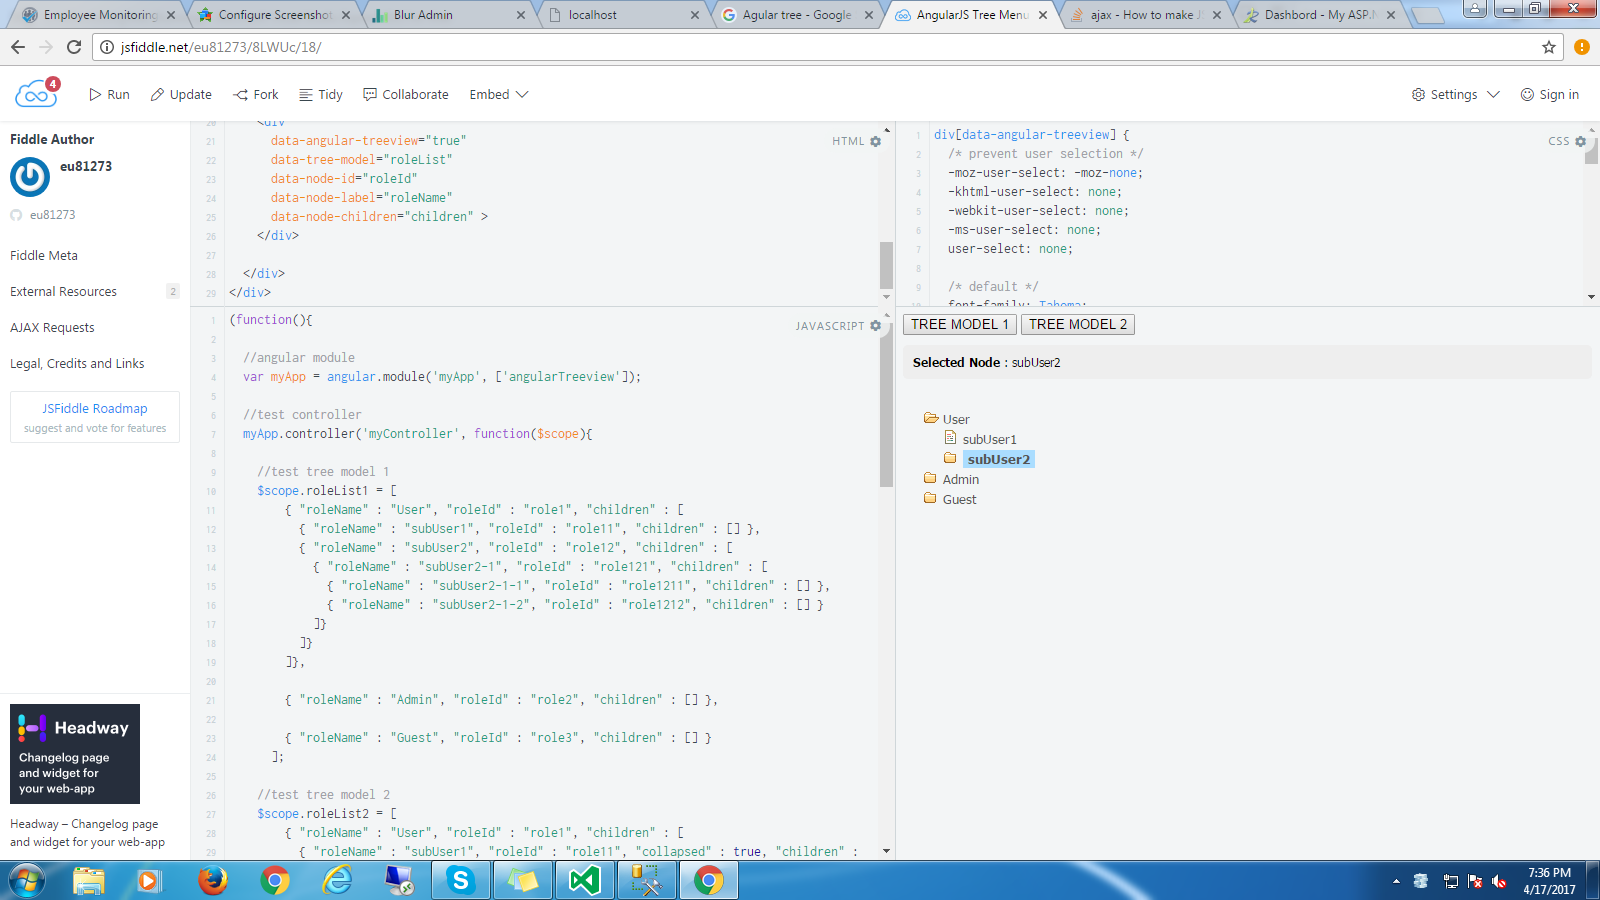 Employee Monitoring
Configure Screenshot
Blur Admin
localhost
Agular tree - Google
AngularJS Tree Menu
ajax - How to make J
Dashbord - My ASP.N
jsfiddle.net/eu81273/8LWUc/18/
4
Run
Update
Fork
Tidy
Collaborate
Embed
Settings
Sign in
Fiddle Author
eu81273
eu81273
Fiddle Meta
External Resources
2
AJAX Requests
Legal, Credits and Links
JSFiddle Roadmap
suggest and vote for features
Headway
Changelog page
and widget for
your web-app
Headway – Changelog page
and widget for your web-app
HTML
20 <div
21 data-angular-treeview="true"
22 data-tree-model="roleList"
23 data-node-id="roleId"
24 data-node-label="roleName"
25 data-node-children="children" >
26 </div>
27
28 </div>
29 </div>
CSS
1 div[data-angular-treeview] {
2 /* prevent user selection */
3 -moz-user-select: -moz-none;
4 -khtml-user-select: none;
5 -webkit-user-select: none;
6 -ms-user-select: none;
7 user-select: none;
8
9 /* default */
10 font-family: Tahoma;
JAVASCRIPT
1 (function(){
2
3 //angular module
4 var myApp = angular.module('myApp', ['angularTreeview']);
5
6 //test controller
7 myApp.controller('myController', function($scope){
8
9 //test tree model 1
10 $scope.roleList1 = [
11 { "roleName" : "User", "roleId" : "role1", "children" : [
12 { "roleName" : "subUser1", "roleId" : "role11", "children" : [] },
13 { "roleName" : "subUser2", "roleId" : "role12", "children" : [
14 { "roleName" : "subUser2-1", "roleId" : "role121", "children" : [
15 { "roleName" : "subUser2-1-1", "roleId" : "role1211", "children" : [] },
16 { "roleName" : "subUser2-1-2", "roleId" : "role1212", "children" : [] }
17 ]}
18 ]}
19 ]},
20
21 { "roleName" : "Admin", "roleId" : "role2", "children" : [] },
22
23 { "roleName" : "Guest", "roleId" : "role3", "children" : [] }
24 ];
25
26 //test tree model 2
27 $scope.roleList2 = [
28 { "roleName" : "User", "roleId" : "role1", "children" : [
29 { "roleName" : "subUser1", "roleId" : "role11", "collapsed" : true, "children" :
TREE MODEL 1
TREE MODEL 2
Selected Node : subUser2
User
subUser1
subUser2
Admin
Guest
7:36 PM
4/17/2017